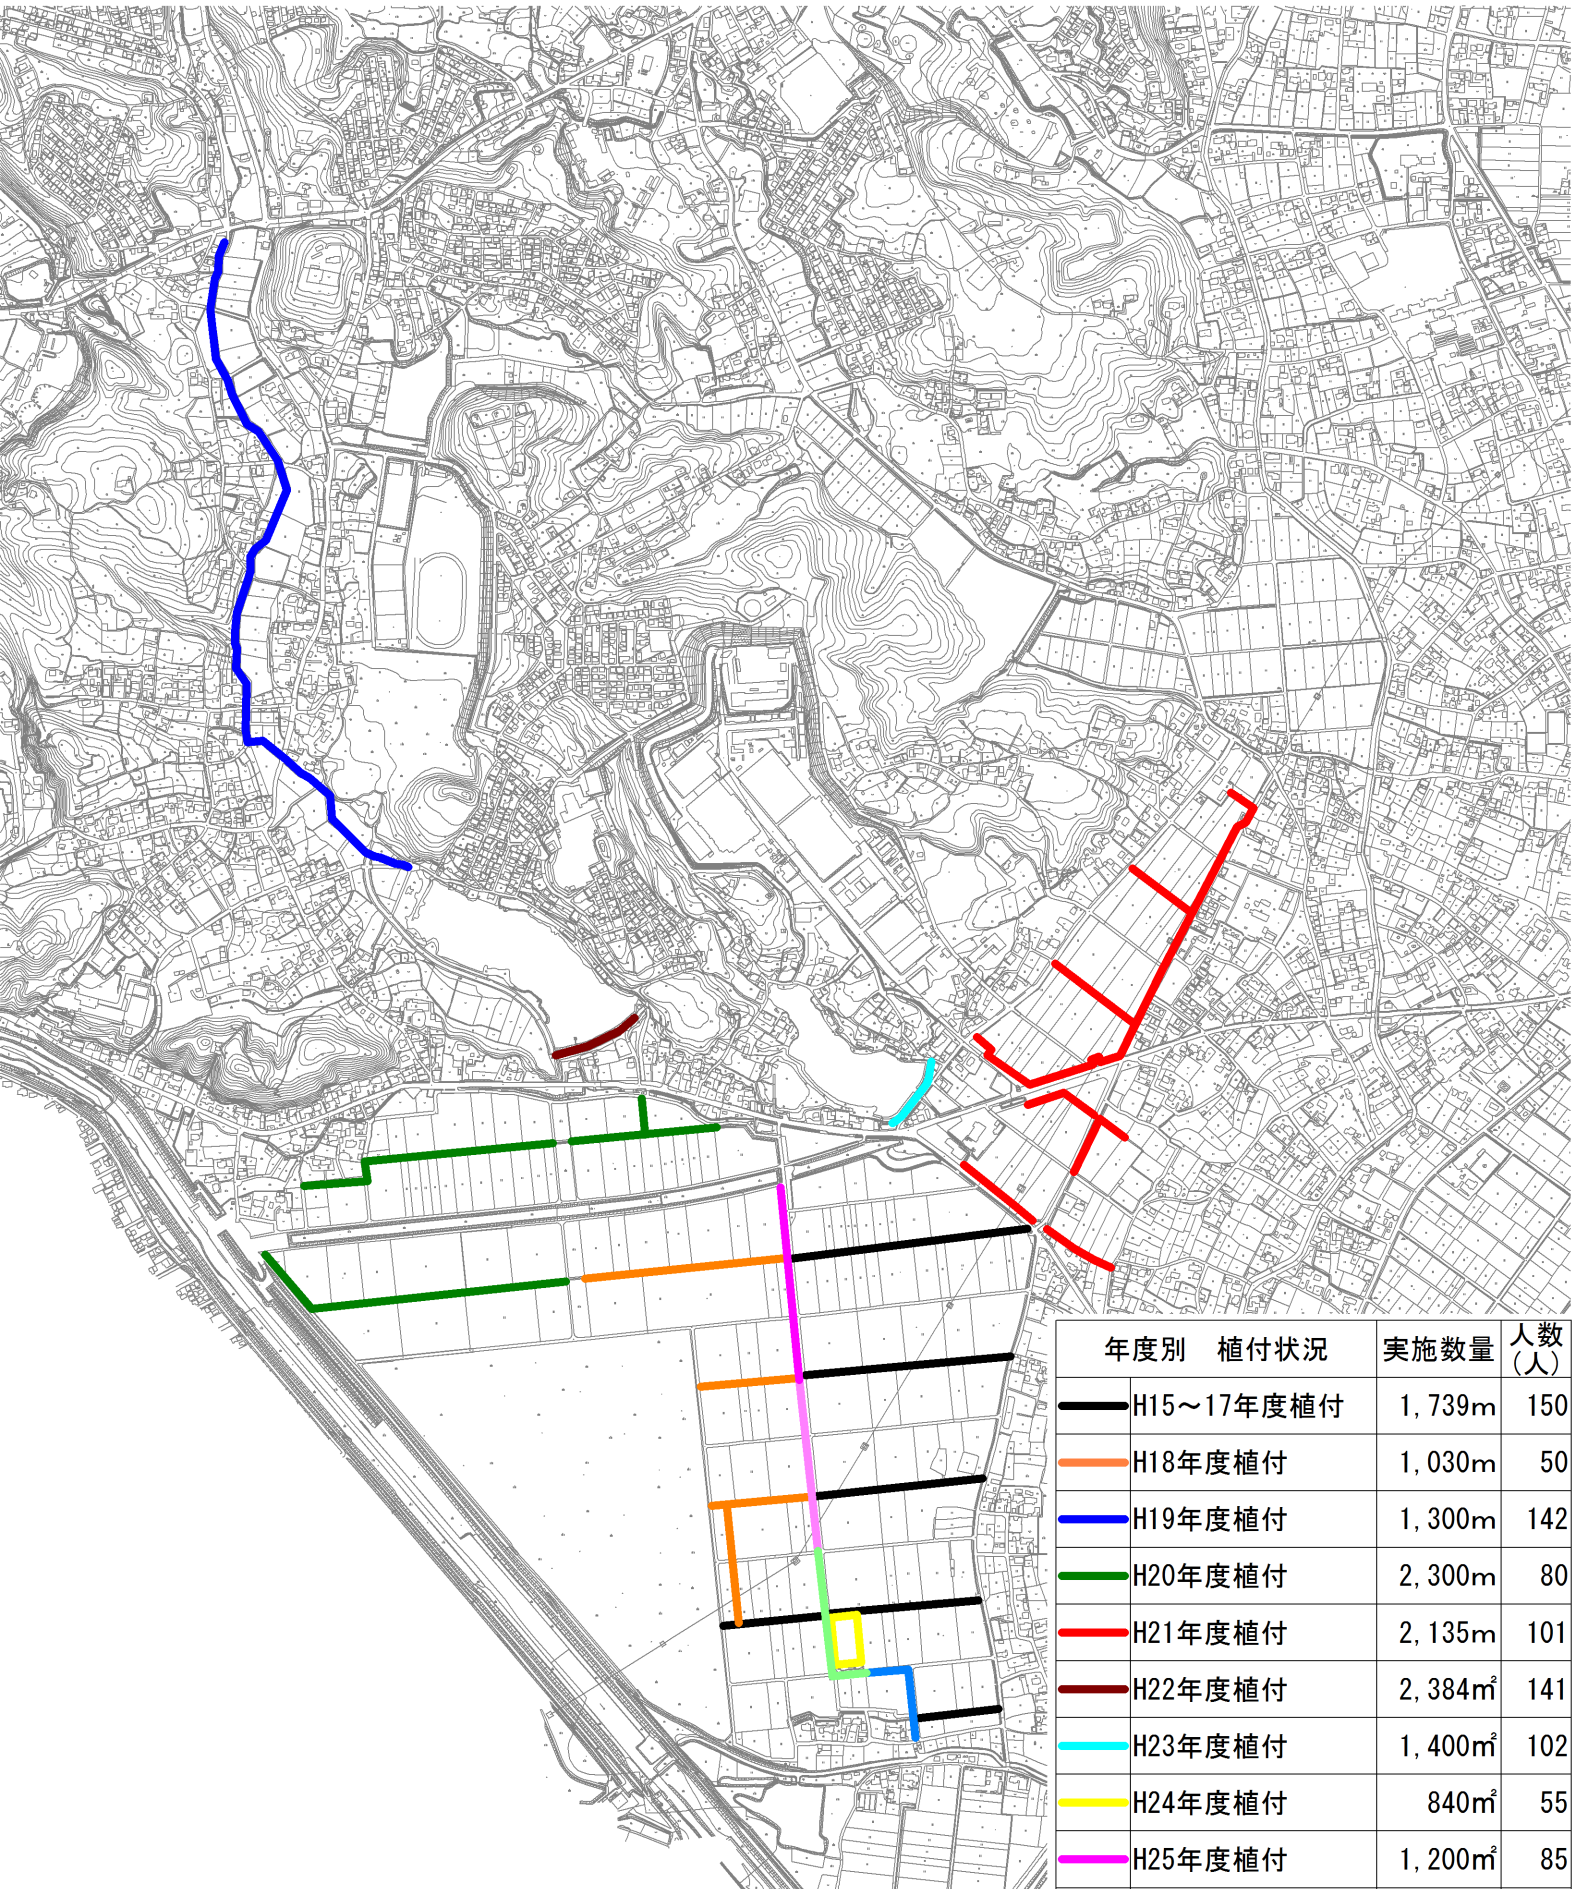 年度別　植付状況 実施数量 人数(人)
H15～17年度植付 1,739m 150
H18年度植付 1,030m 50
H19年度植付 1,300m 142
H20年度植付 2,300m 80
H21年度植付 2,135m 101
H22年度植付 2,384㎡ 141
H23年度植付 1,400㎡ 102
H24年度植付 840㎡ 55
H25年度植付 1,200㎡ 85